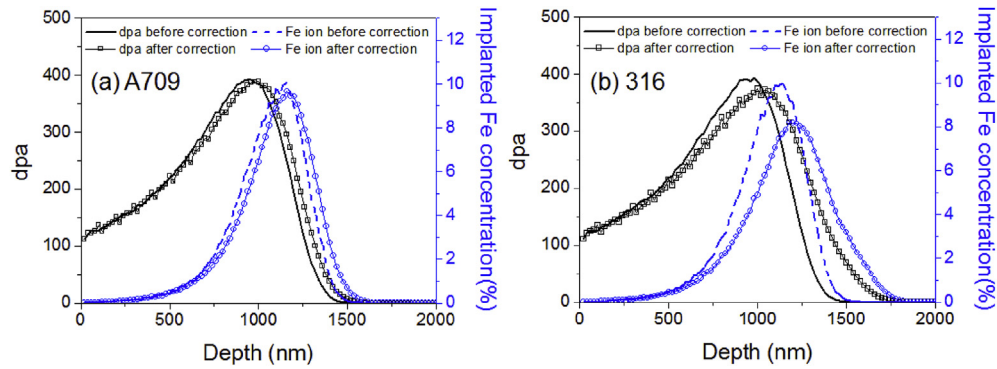 dpa before correction
Fe ion before correction
dpa after correction
Fe ion after correction
(a) A709
500
400
300
200
100
0
dpa
0
500
1000
1500
2000
Depth (nm)
12
10
8
6
4
2
0
Implanted Fe concentration(%)
dpa before correction
Fe ion before correction
dpa after correction
Fe ion after correction
(b) 316
500
400
300
200
100
0
dpa
0
500
1000
1500
2000
Depth (nm)
12
10
8
6
4
2
0
Implanted Fe concentration(%)